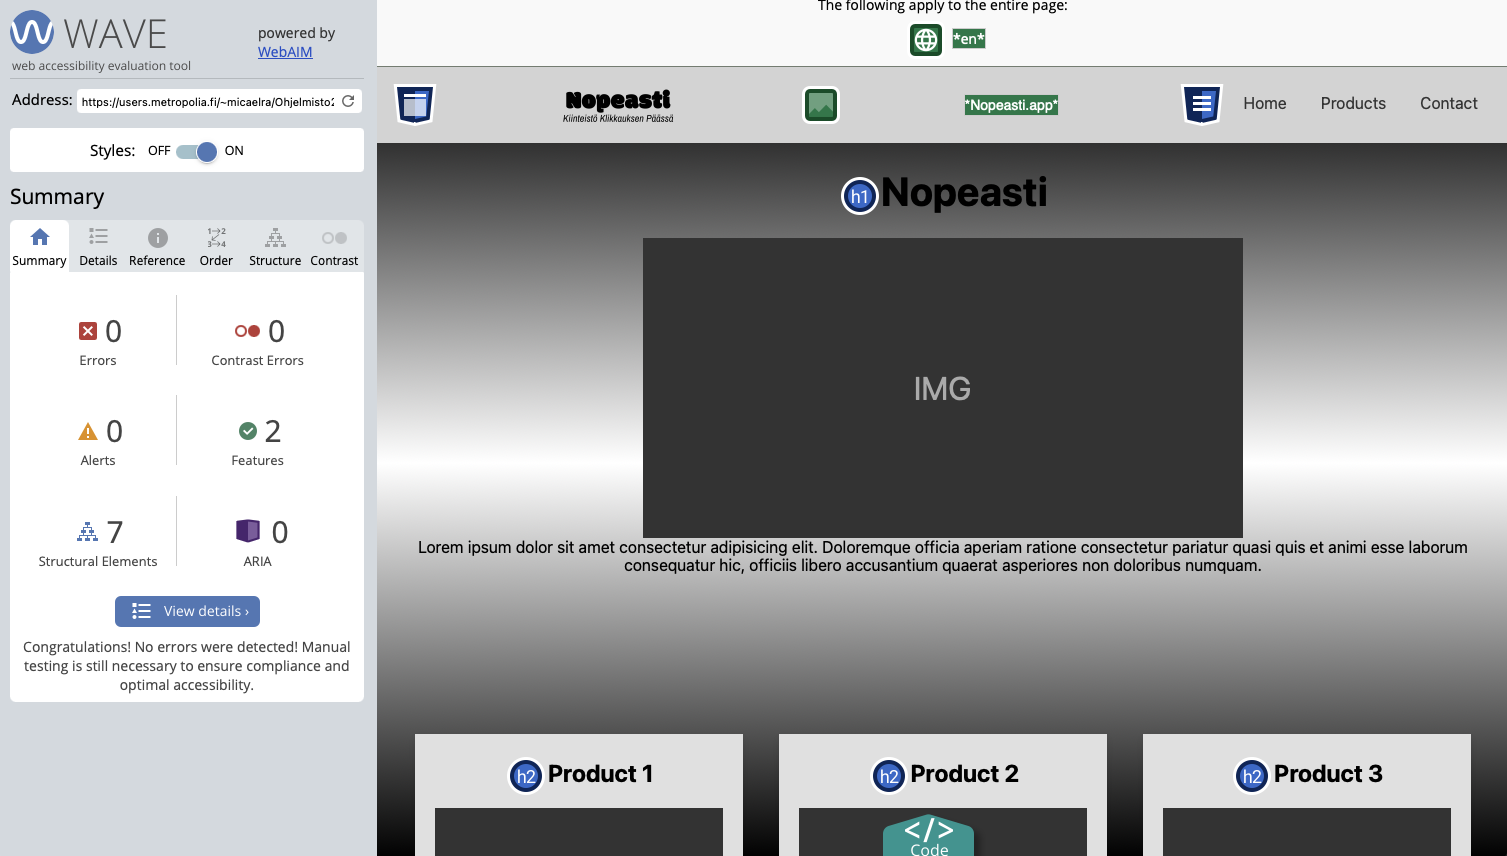 WAVE
powered by
WebAIM
web accessibility evaluation tool
Address: https://users.metropolia.fi/~micaelra/Ohjelmisto2
Styles: OFF ON
Summary
1 2
3 4
Summary Details Reference Order Structure Contrast
0 Errors
0 Contrast Errors
0 Alerts
2 Features
7 Structural Elements
0 ARIA
View details ›
Congratulations! No errors were detected! Manual
testing is still necessary to ensure compliance and
optimal accessibility.
The following apply to the entire page:
*en*
Nopeasti
Kiinteistö Klikkauksen Päässä
*Nopeasti.app*
Home Products Contact
h1 Nopeasti
IMG
Lorem ipsum dolor sit amet consectetur adipisicing elit. Doloremque officia aperiam ratione consectetur pariatur quasi quis et animi esse laborum
consequatur hic, officiis libero accusantium quaerat asperiores non doloribus numquam.
h2 Product 1
h2 Product 2
h2 Product 3
</>
Code